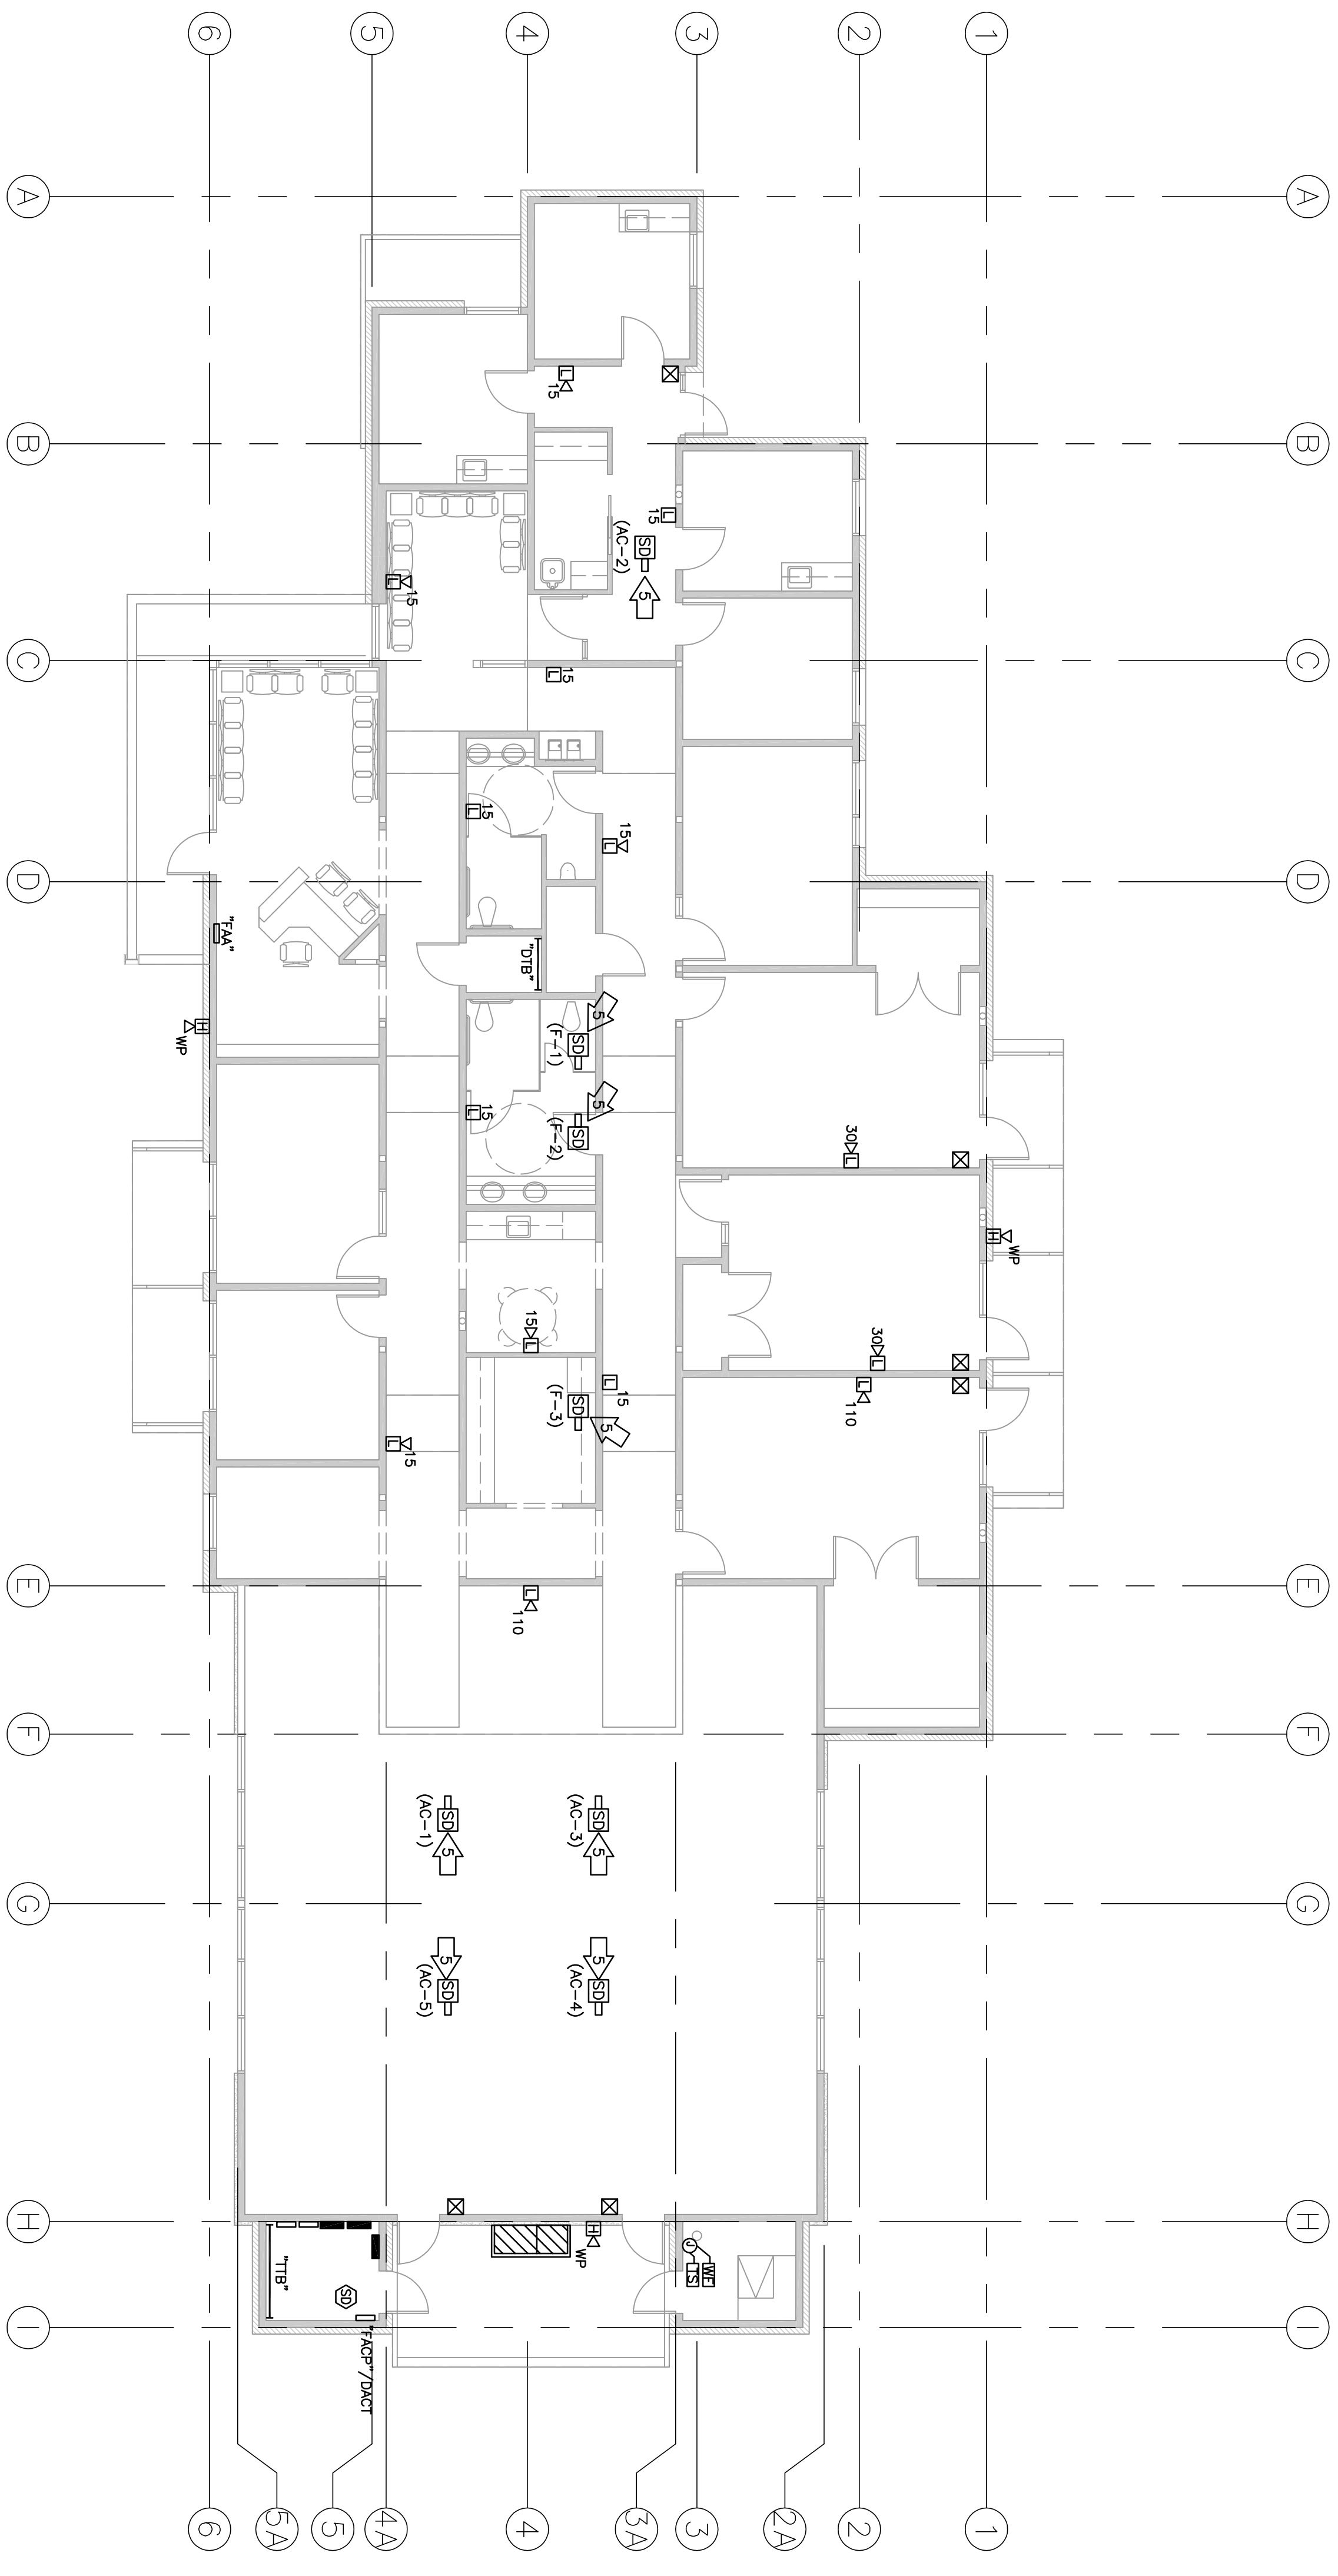 6
5
4
3
2
1
A
A
L
15
B
B
L
15
SD
(AC-2)
5
L
15
C
C
L
15
L
15
15
L
D
D
"FAA"
"DTB"
5
SD
(F-1)
H
WP
5
SD
(F-2)
L
15
30
L
H
WP
15
L
30
L
L
15
SD
(F-3)
5
L
110
L
15
E
E
L
110
F
F
SD
(AC-1)
5
SD
(AC-3)
5
G
G
5
SD
(AC-5)
5
SD
(AC-4)
H
H
H
WP
J
WF
TS
"TTB"
SD
I
I
"FACP"/DACT
6
5A
5
4A
4
3A
3
2A
2
1